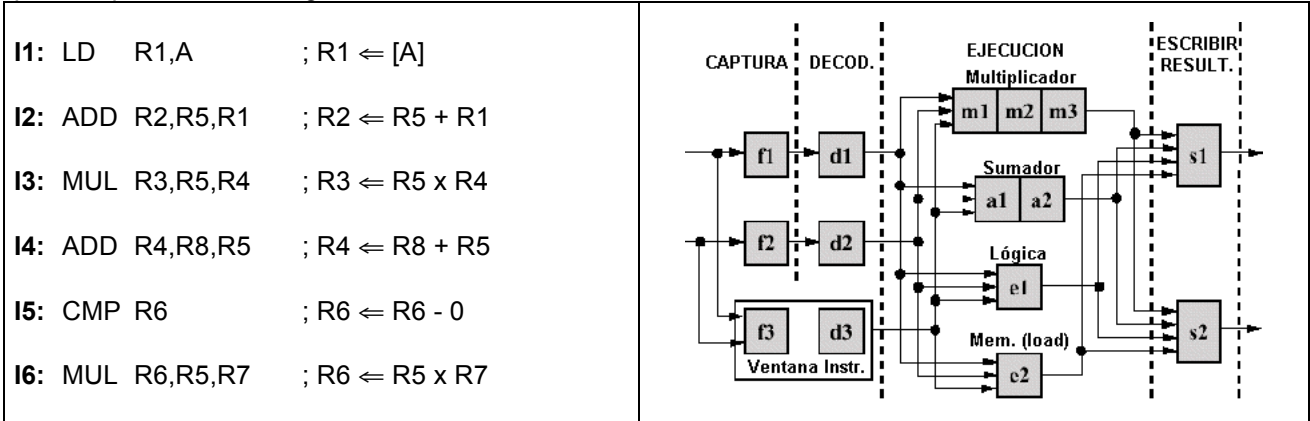 I1: LD R1,A ; R1 ⇐ [A]
I2: ADD R2,R5,R1 ; R2 ⇐ R5 + R1
I3: MUL R3,R5,R4 ; R3 ⇐ R5 x R4
I4: ADD R4,R8,R5 ; R4 ⇐ R8 + R5
I5: CMP R6 ; R6 ⇐ R6 - 0
I6: MUL R6,R5,R7 ; R6 ⇐ R5 x R7
CAPTURA DECOD. EJECUCION ESCRIBIR RESULT.
Multiplicador
m1 m2 m3
f1 d1 s1
Sumador
a1 a2
f2 d2
Lógica
e1
f3 d3 s2
Mem. (load)
Ventana Instr.
e2